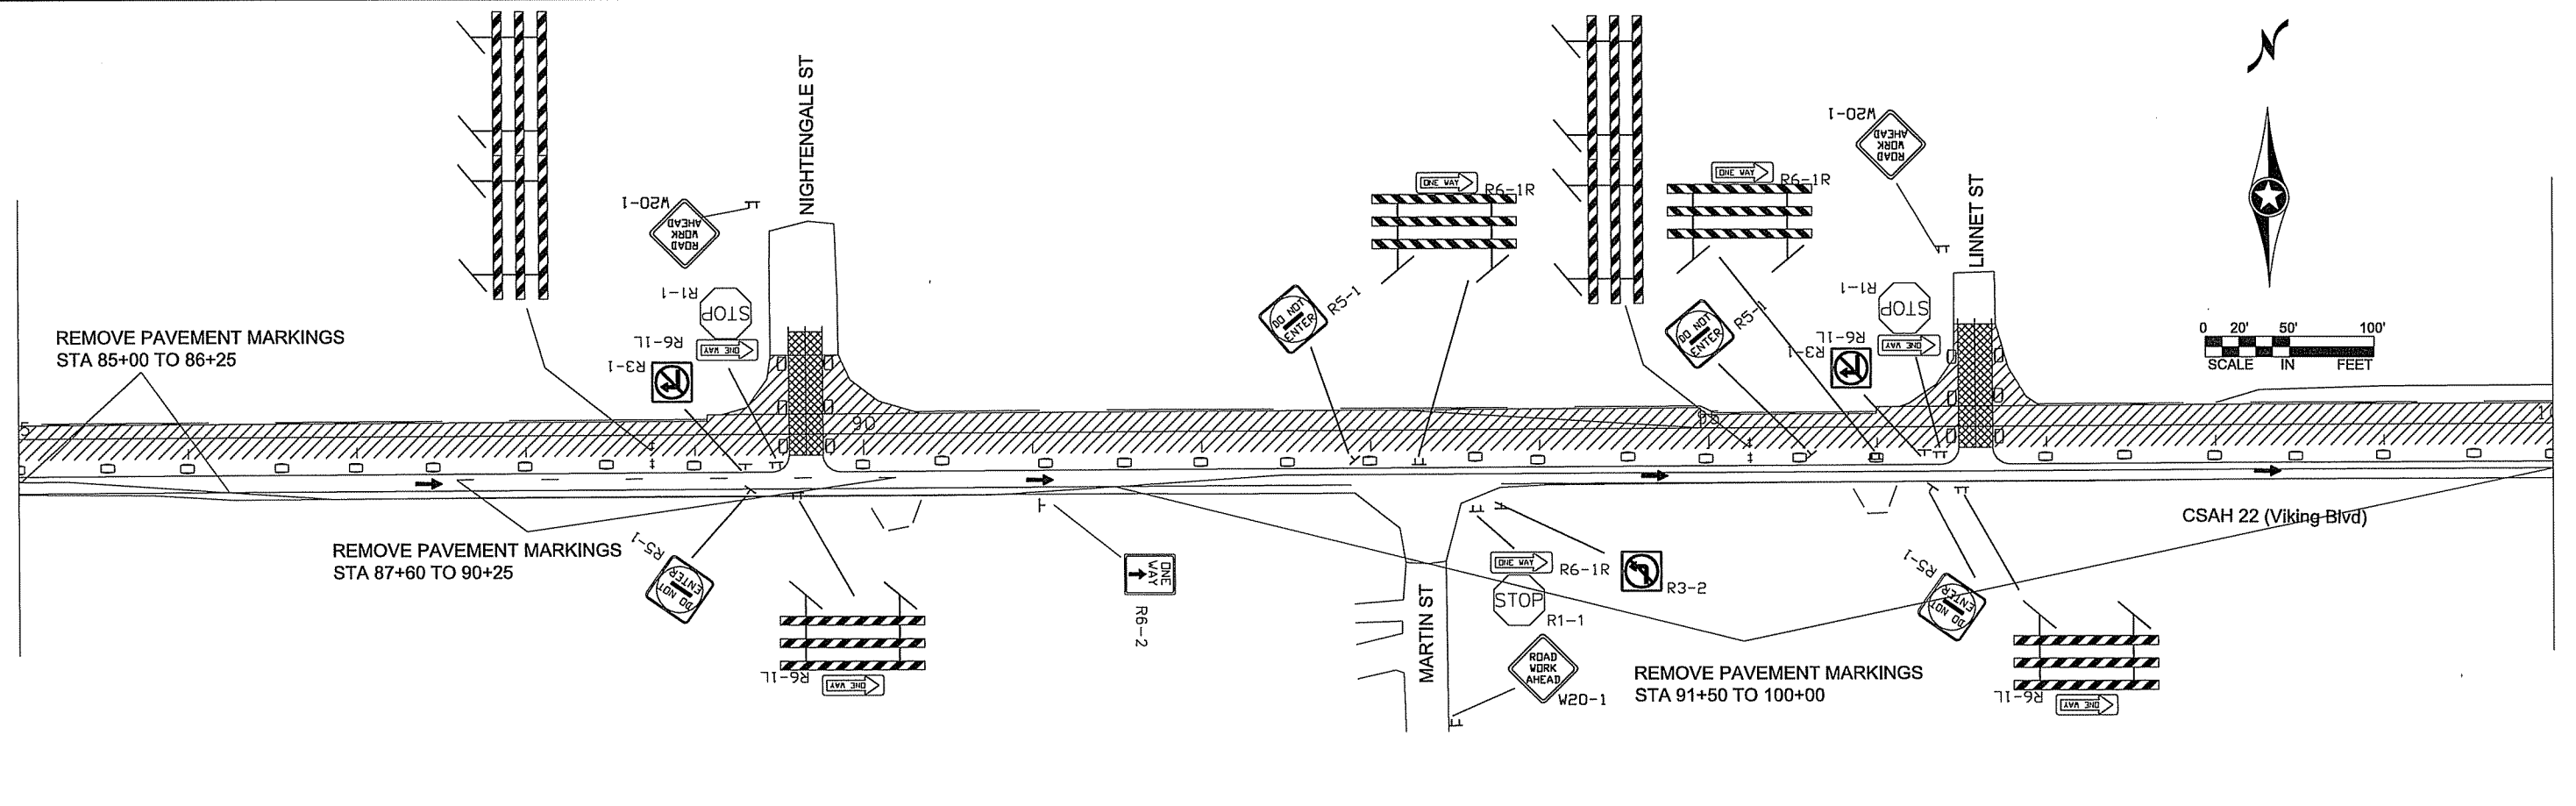 NIGHTENGALE ST
W20-1
ROAD
WORK
AHEAD
R1-1
STOP
R6-1L
ONE WAY
R3-1
REMOVE PAVEMENT MARKINGS
STA 85+00 TO 86+25
90
REMOVE PAVEMENT MARKINGS
STA 87+60 TO 90+25
R5-1
DO NOT
ENTER
R6-1L
ONE WAY
ONE
WAY
R6-2
DO NOT
ENTER
R5-1
ONE WAY
R6-1R
ONE WAY
R6-1R
DO NOT
ENTER
R5-1
95
W20-1
ROAD
WORK
AHEAD
LINNET ST
R1-1
STOP
R6-1L
ONE WAY
R3-1
N
0 20' 50' 100'
SCALE IN FEET
CSAH 22 (Viking Blvd)
MARTIN ST
ONE WAY
R6-1R
STOP
R1-1
R3-2
ROAD
WORK
AHEAD
W20-1
REMOVE PAVEMENT MARKINGS
STA 91+50 TO 100+00
R5-1
DO NOT
ENTER
R6-1L
ONE WAY